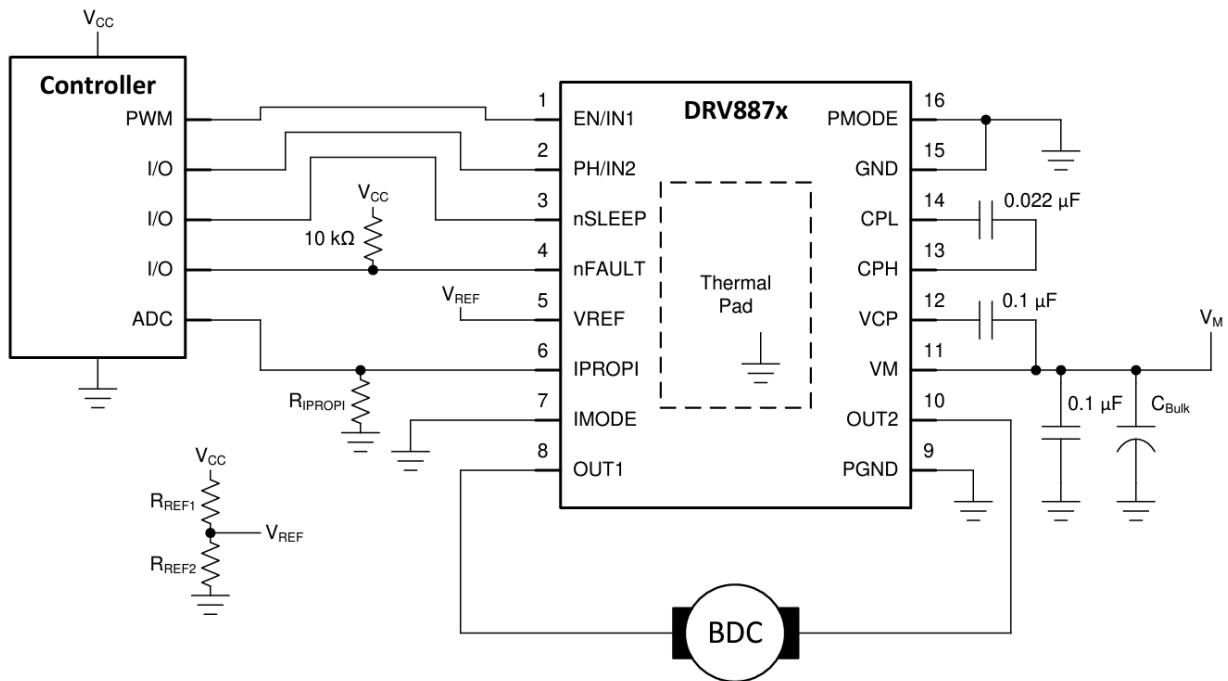 VCC
Controller
PWM
I/O
I/O
I/O
ADC
VCC
10 kΩ
VREF
RIPROPI
VCC
RREF1
VREF
RREF2
DRV887x
1 EN/IN1
2 PH/IN2
3 nSLEEP
4 nFAULT
5 VREF
6 IPROPI
7 IMODE
8 OUT1
Thermal
Pad
PMODE 16
GND 15
CPL 14
CPH 13
VCP 12
VM 11
OUT2 10
PGND 9
0.022 µF
0.1 µF
VM
0.1 µF
CBulk
BDC